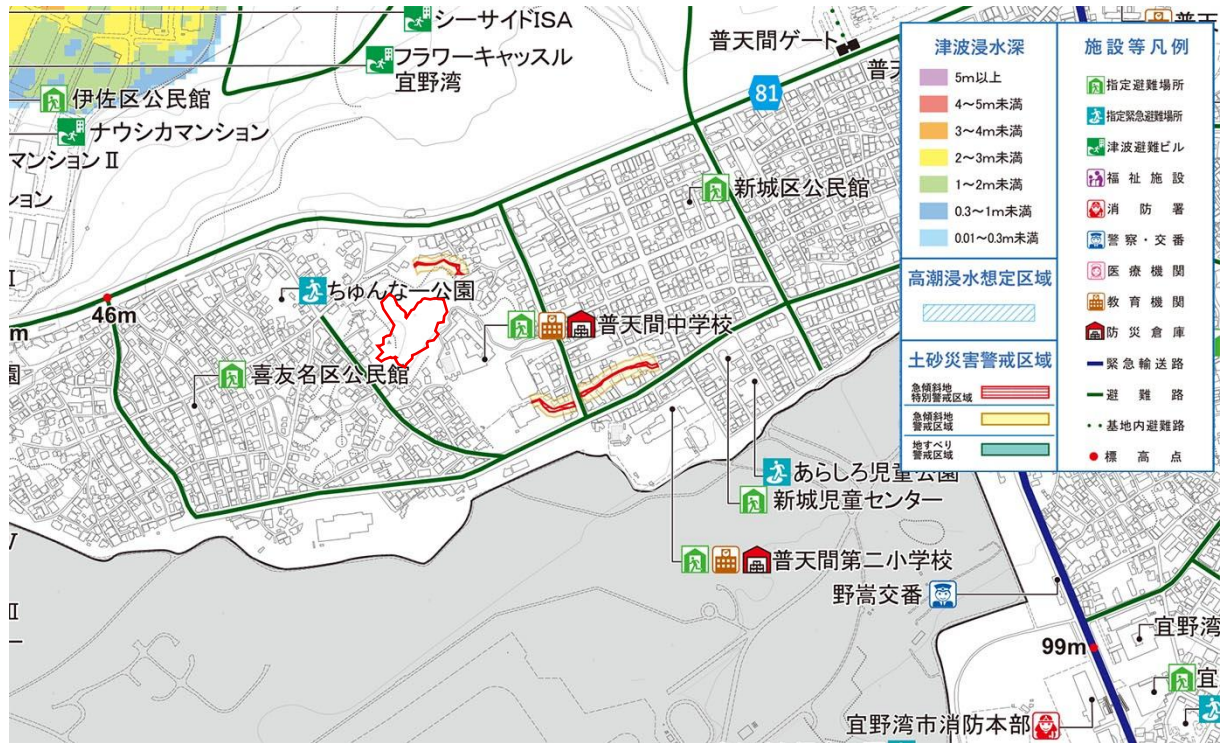 シーサイドISA
フラワーキャッスル
宜野湾
伊佐区公民館
ナウシカマンション
マンションⅡ
ション
普天間ゲート
81
新城区公民館
ちゅんなー公園
46m
m
普天間中学校
園
喜友名区公民館
あらしろ児童公園
新城児童センター
普天間第二小学校
野嵩交番
宜野湾
99m
宜
宜野湾市消防本部
Ⅱ
普天
津波浸水深
5m以上
4~5m未満
3~4m未満
2~3m未満
1~2m未満
0.3~1m未満
0.01~0.3m未満
高潮浸水想定区域
土砂災害警戒区域
急傾斜地
特別警戒区域
急傾斜地
警戒区域
地すべり
警戒区域
施設等凡例
指定避難場所
指定緊急避難場所
津波避難ビル
福祉施設
消防署
警察・交番
医療機関
教育機関
防災倉庫
緊急輸送路
避難路
基地内避難路
標高点